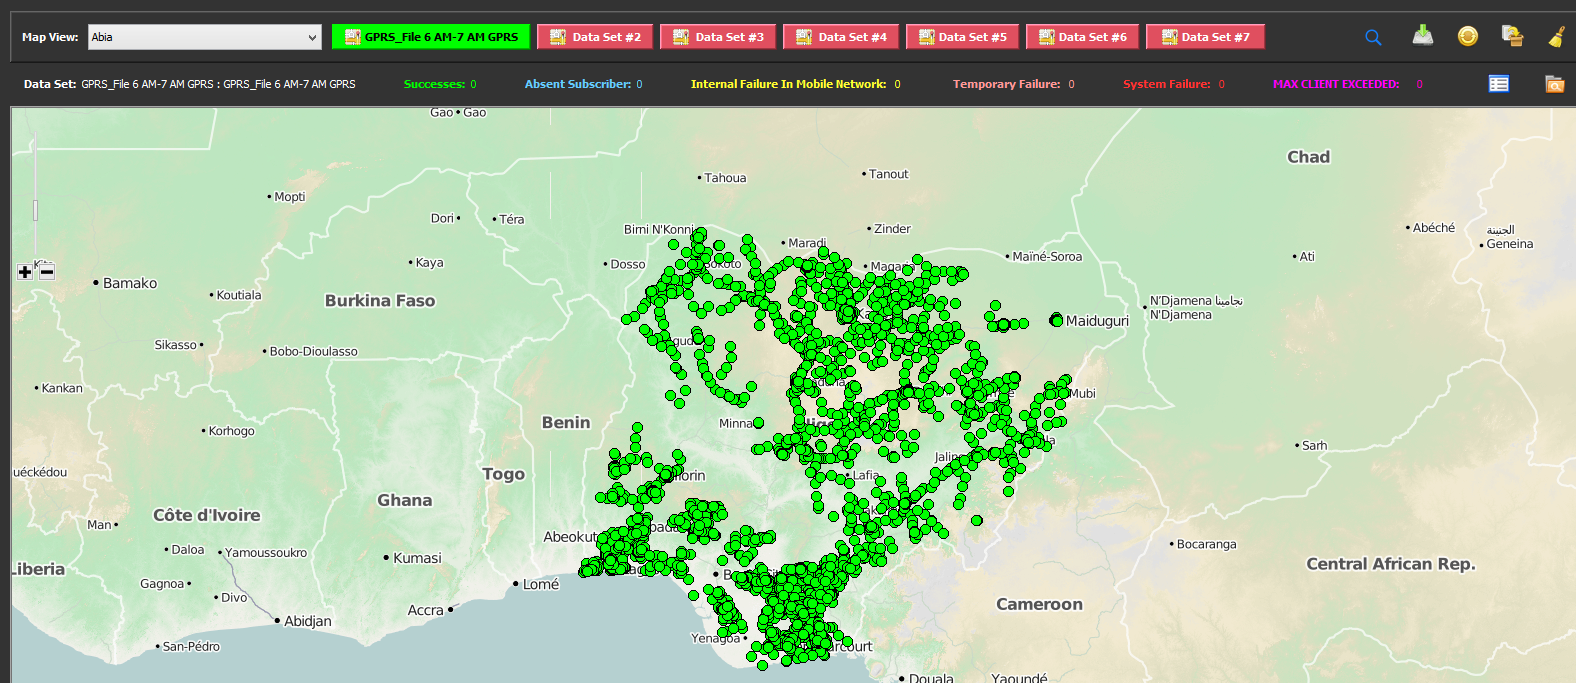 Map View: Abia GPRS_File 6 AM-7 AM GPRS Data Set #2 Data Set #3 Data Set #4 Data Set #5 Data Set #6 Data Set #7
Data Set: GPRS_File 6 AM-7 AM GPRS : GPRS_File 6 AM-7 AM GPRS Successes: 0 Absent Subscriber: 0 Internal Failure In Mobile Network: 0 Temporary Failure: 0 System Failure: 0 MAX CLIENT EXCEEDED: 0
Gao Gao
Chad
Tahoua
Tanout
Mopti
Dori
Téra
Birni N'Konni
Zinder
Abéché
الجنينة
Geneina
Maradi
Kaya
Dosso
Sokoto
Magari
Maïné-Soroa
Ati
Bamako
Koutiala
Burkina Faso
N'Djamena نجامينا
N'Djamena
Maiduguri
Sikasso
Bobo-Dioulasso
Kankan
Mubi
Korhogo
Benin
Minna
Sarh
uéckédou
Togo
Jalin
Lafia
Ghana
Côte d'Ivoire
Man
Abeokut
Daloa
Yamoussoukro
Kumasi
Bocaranga
Liberia
Central African Rep.
Gagnoa
Lomé
Divo
Accra
Cameroon
Abidjan
San-Pédro
Yenagoa
Douala
Yaoundé